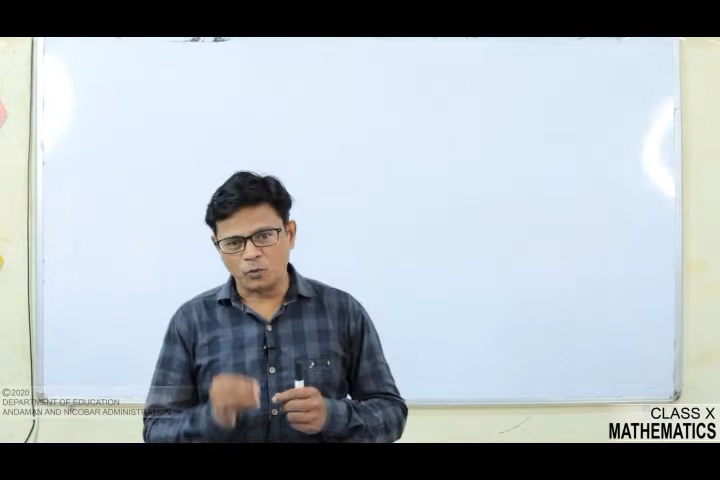 ©2020
DEPARTMENT OF EDUCATION
ANDAMAN AND NICOBAR ADMINISTRATION
CLASS X
MATHEMATICS